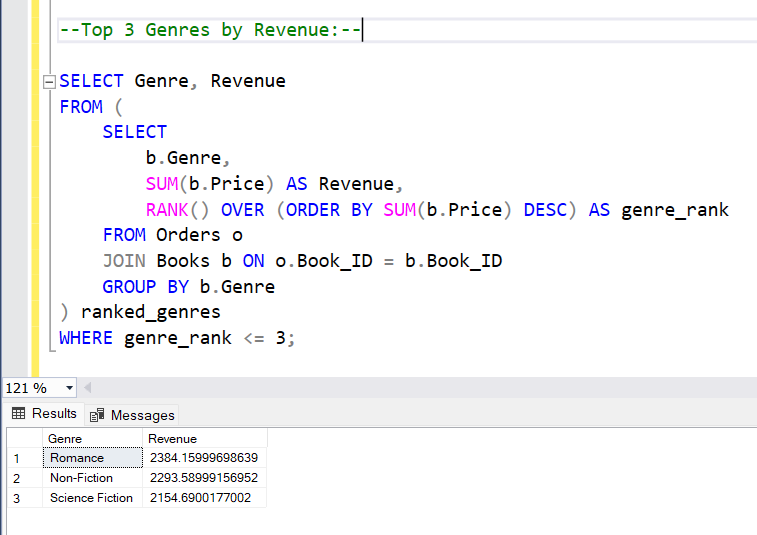 --Top 3 Genres by Revenue:--
SELECT Genre, Revenue
FROM (
SELECT
b.Genre,
SUM(b.Price) AS Revenue,
RANK() OVER (ORDER BY SUM(b.Price) DESC) AS genre_rank
FROM Orders o
JOIN Books b ON o.Book_ID = b.Book_ID
GROUP BY b.Genre
) ranked_genres
WHERE genre_rank <= 3;
121 %
Results Messages
Genre Revenue
1 Romance 2384.15999698639
2 Non-Fiction 2293.58999156952
3 Science Fiction 2154.6900177002